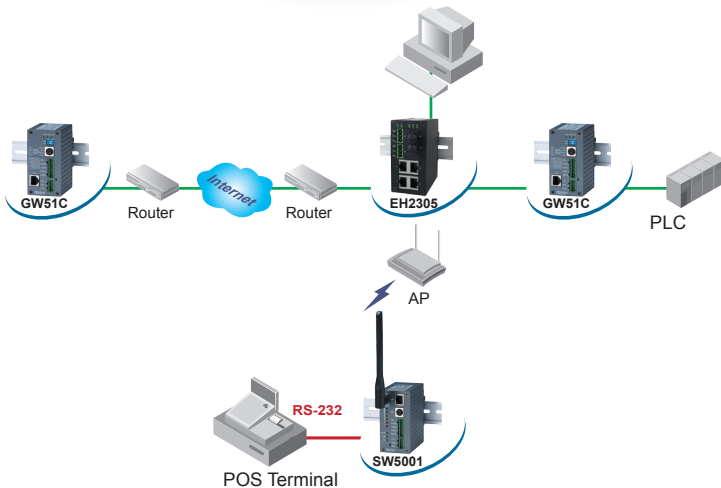 GW51C
Router
Internet
Router
EH2305
GW51C
PLC
AP
RS-232
SW5001
POS Terminal